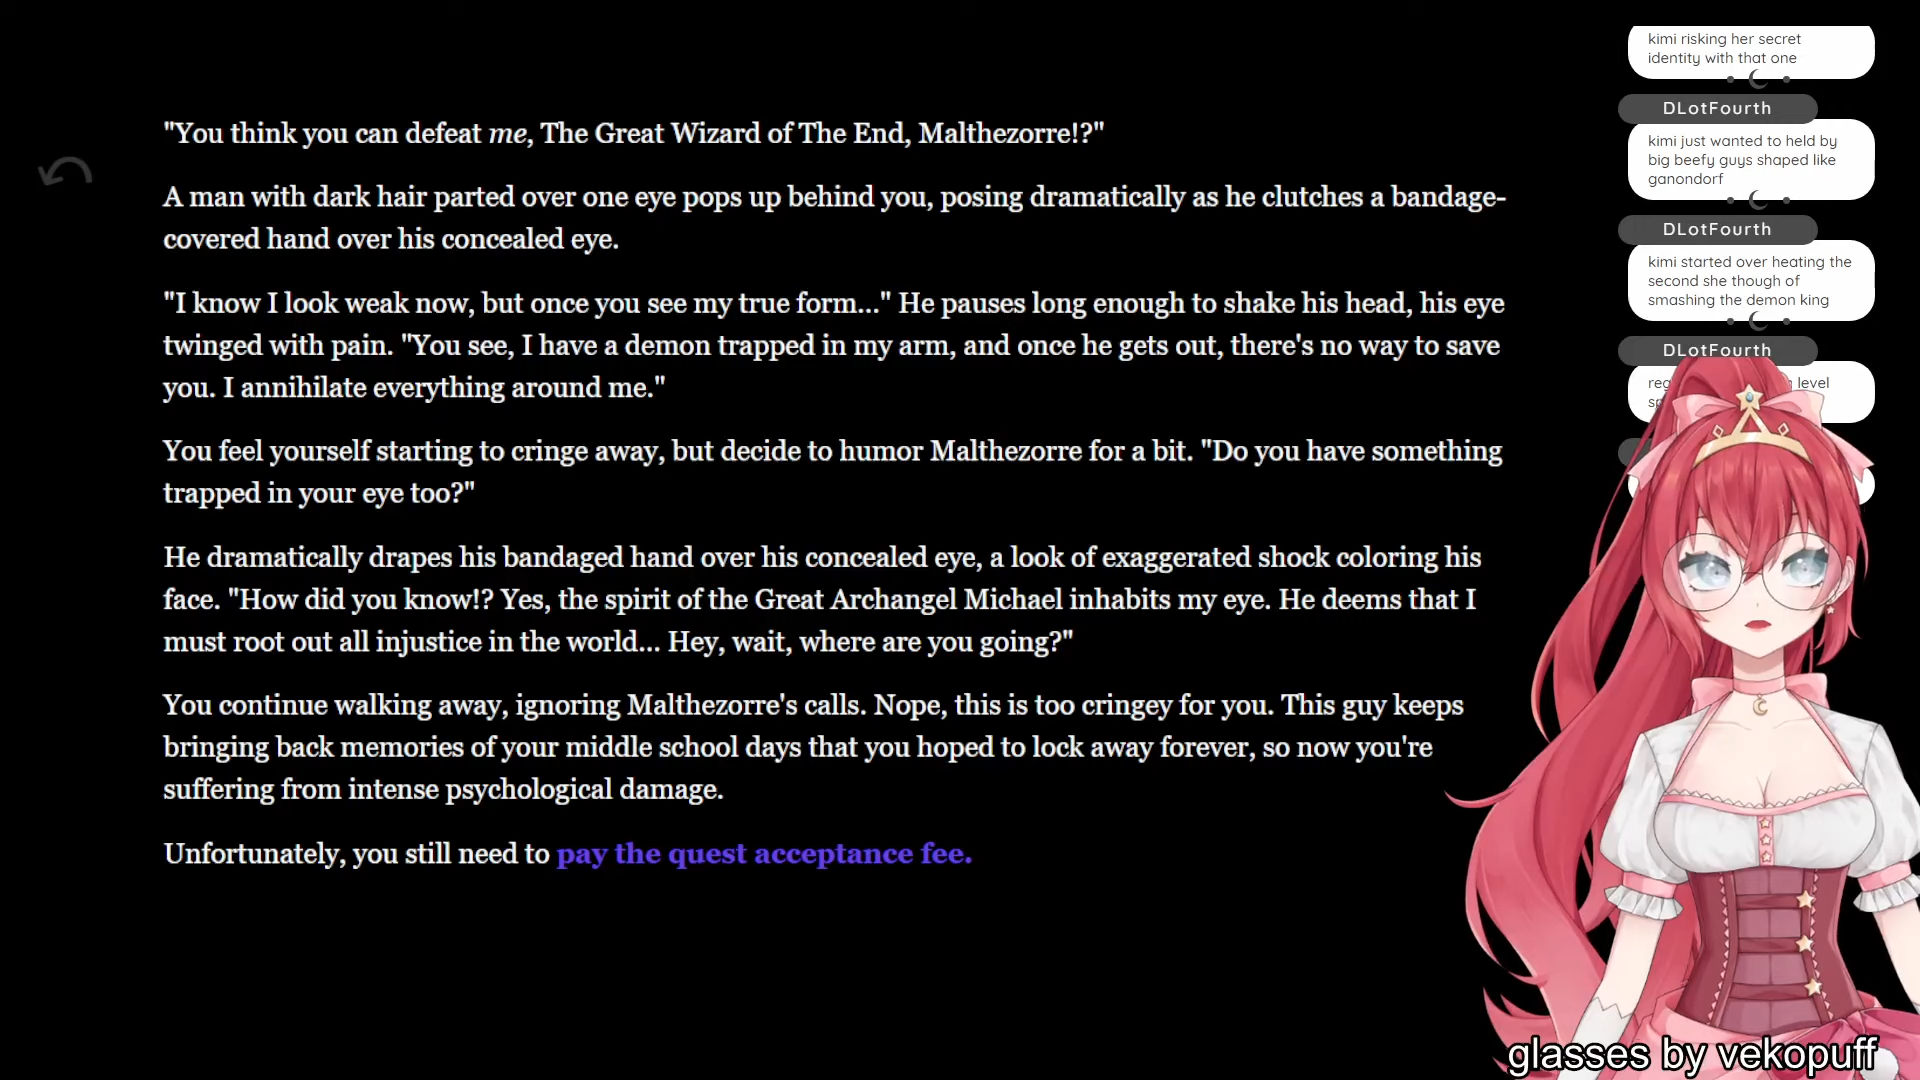 "You think you can defeat me, The Great Wizard of The End, Malthezorre!?"
A man with dark hair parted over one eye pops up behind you, posing dramatically as he clutches a bandage-
covered hand over his concealed eye.
"I know I look weak now, but once you see my true form..." He pauses long enough to shake his head, his eye
twinged with pain. "You see, I have a demon trapped in my arm, and once he gets out, there's no way to save
you. I annihilate everything around me."
You feel yourself starting to cringe away, but decide to humor Malthezorre for a bit. "Do you have something
trapped in your eye too?"
He dramatically drapes his bandaged hand over his concealed eye, a look of exaggerated shock coloring his
face. "How did you know!? Yes, the spirit of the Great Archangel Michael inhabits my eye. He deems that I
must root out all injustice in the world... Hey, wait, where are you going?"
You continue walking away, ignoring Malthezorre's calls. Nope, this is too cringey for you. This guy keeps
bringing back memories of your middle school days that you hoped to lock away forever, so now you're
suffering from intense psychological damage.
Unfortunately, you still need to pay the quest acceptance fee.
kimi risking her secret
identity with that one
DLotFourth
kimi just wanted to held by
big beefy guys shaped like
ganondorf
DLotFourth
kimi started over heating the
second she though of
smashing the demon king
DLotFourth
level
glasses by vekopuff